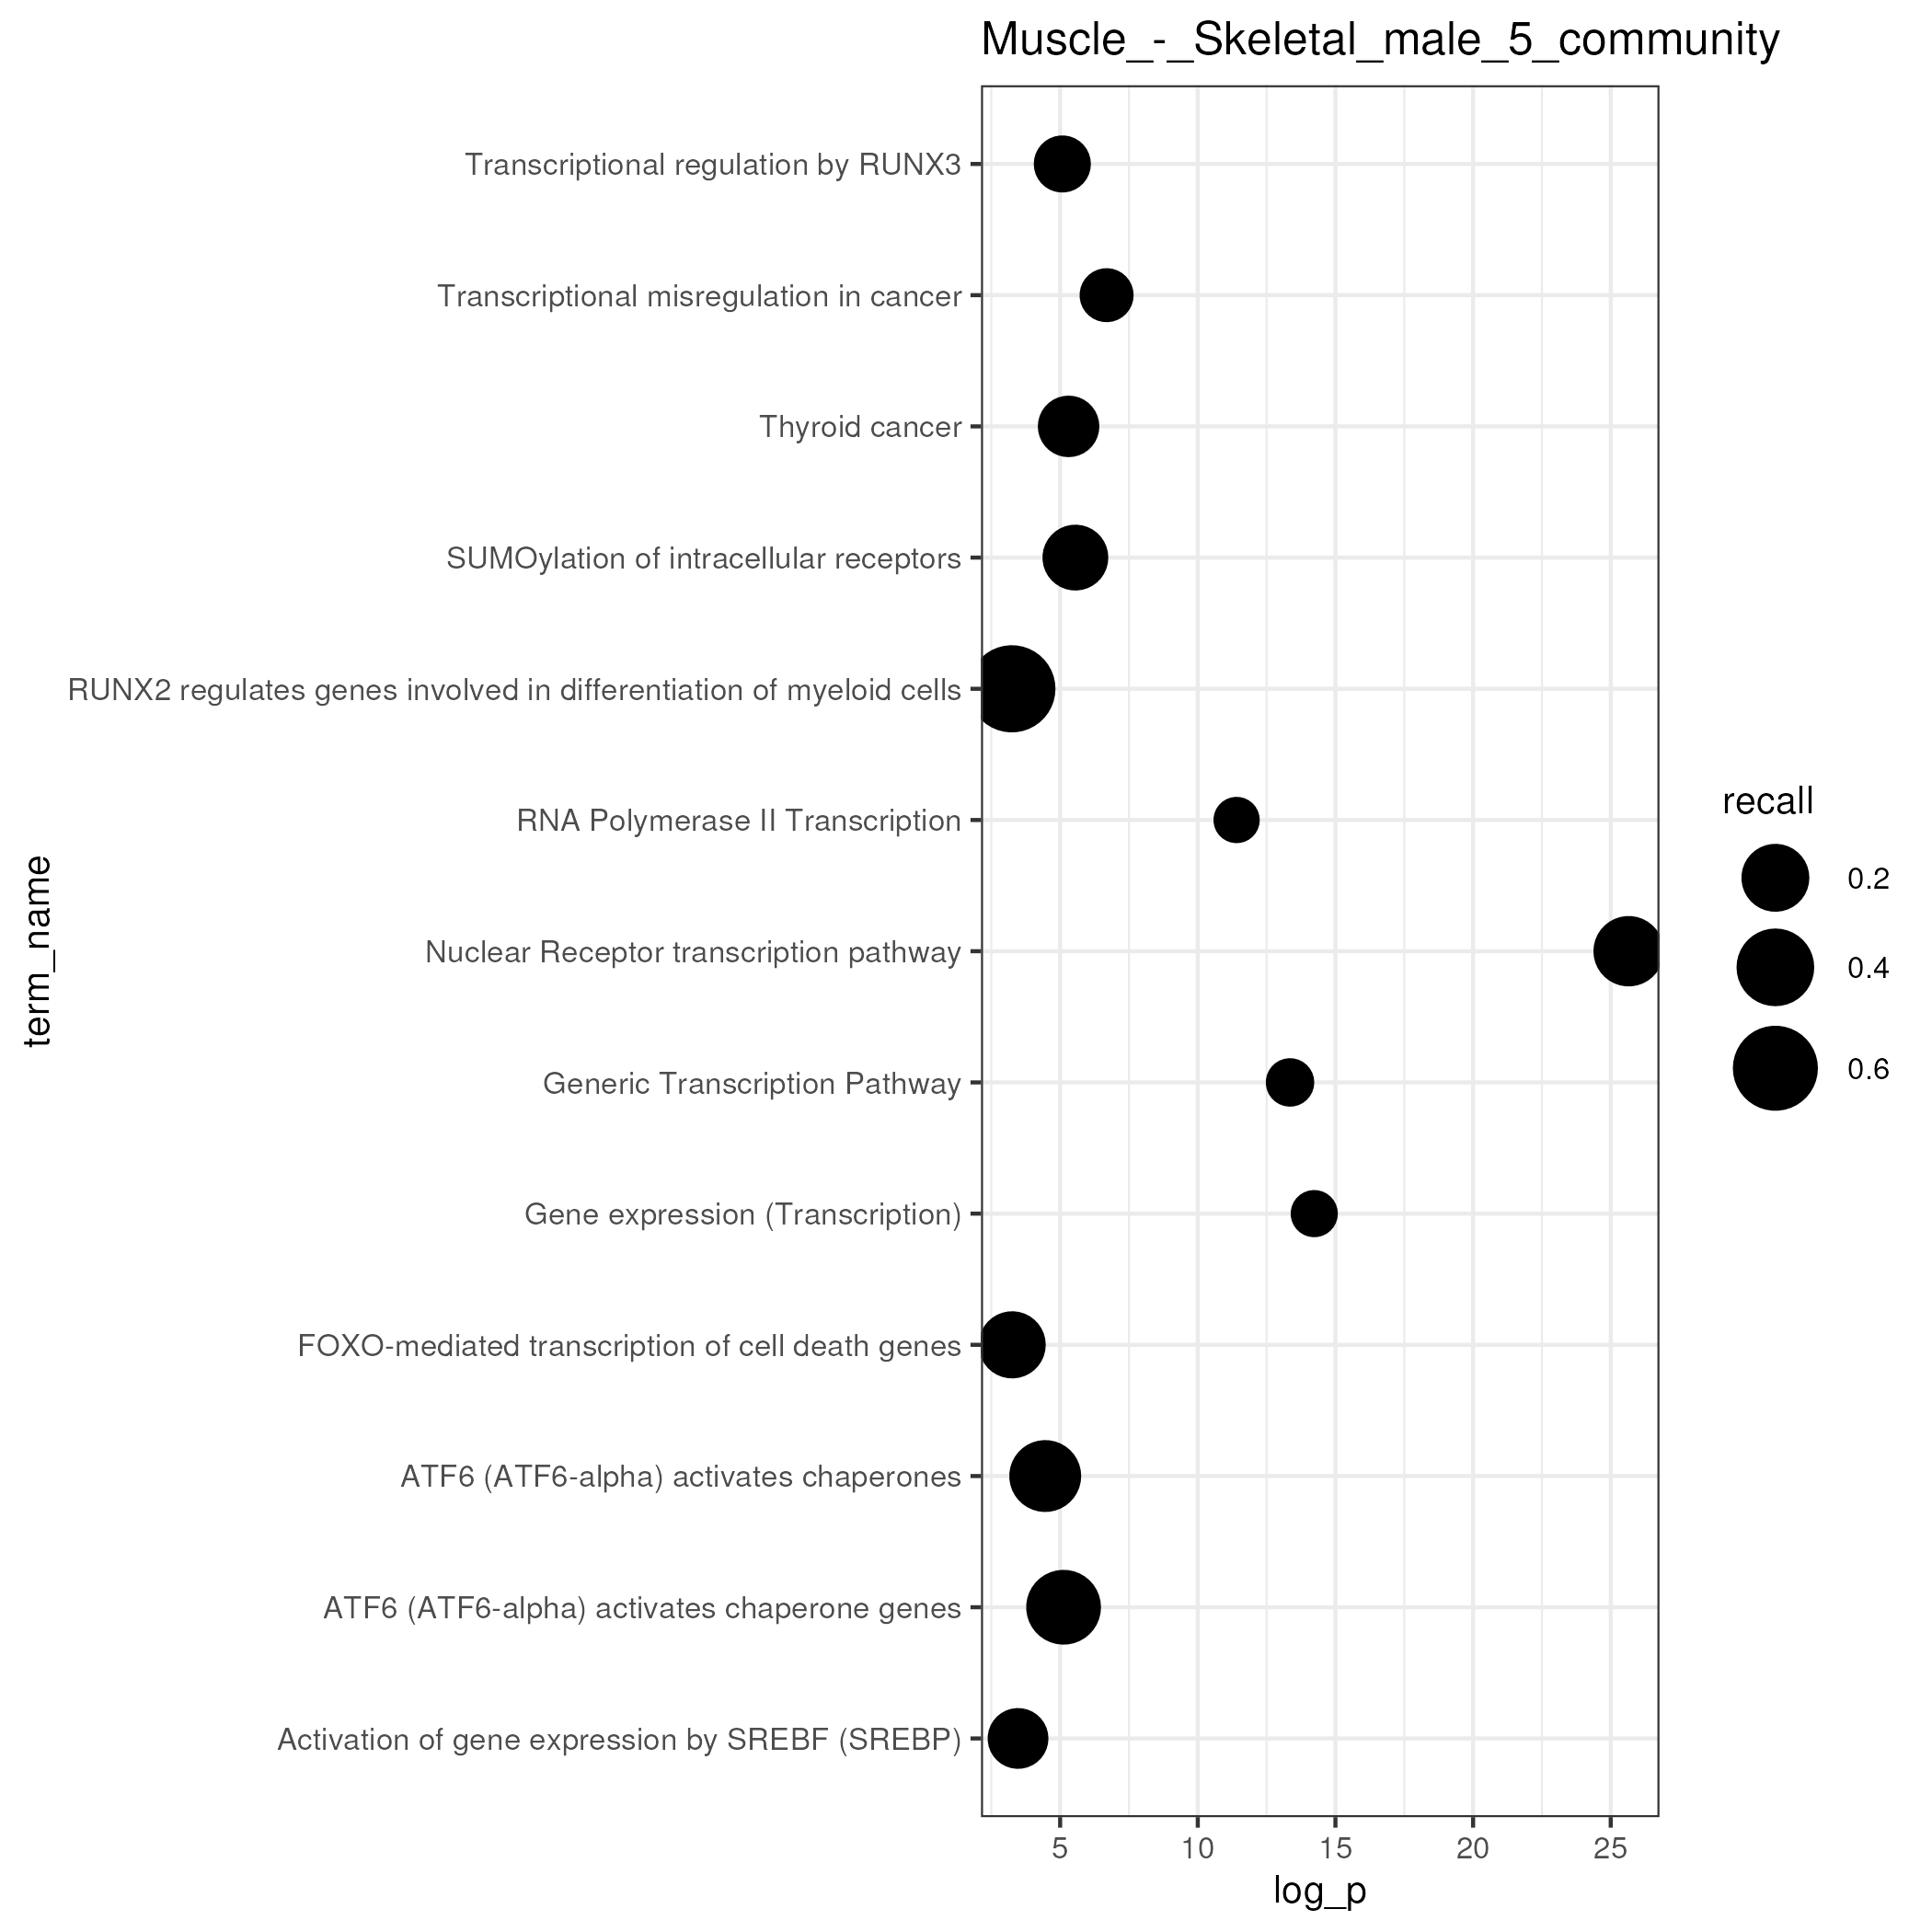 Muscle_-_Skeletal_male_5_community
Transcriptional regulation by RUNX3
Transcriptional misregulation in cancer
Thyroid cancer
SUMOylation of intracellular receptors
RUNX2 regulates genes involved in differentiation of myeloid cells
RNA Polymerase II Transcription
Nuclear Receptor transcription pathway
Generic Transcription Pathway
Gene expression (Transcription)
FOXO-mediated transcription of cell death genes
ATF6 (ATF6-alpha) activates chaperones
ATF6 (ATF6-alpha) activates chaperone genes
Activation of gene expression by SREBF (SREBP)
term_name
5 10 15 20 25
log_p
recall
0.2
0.4
0.6